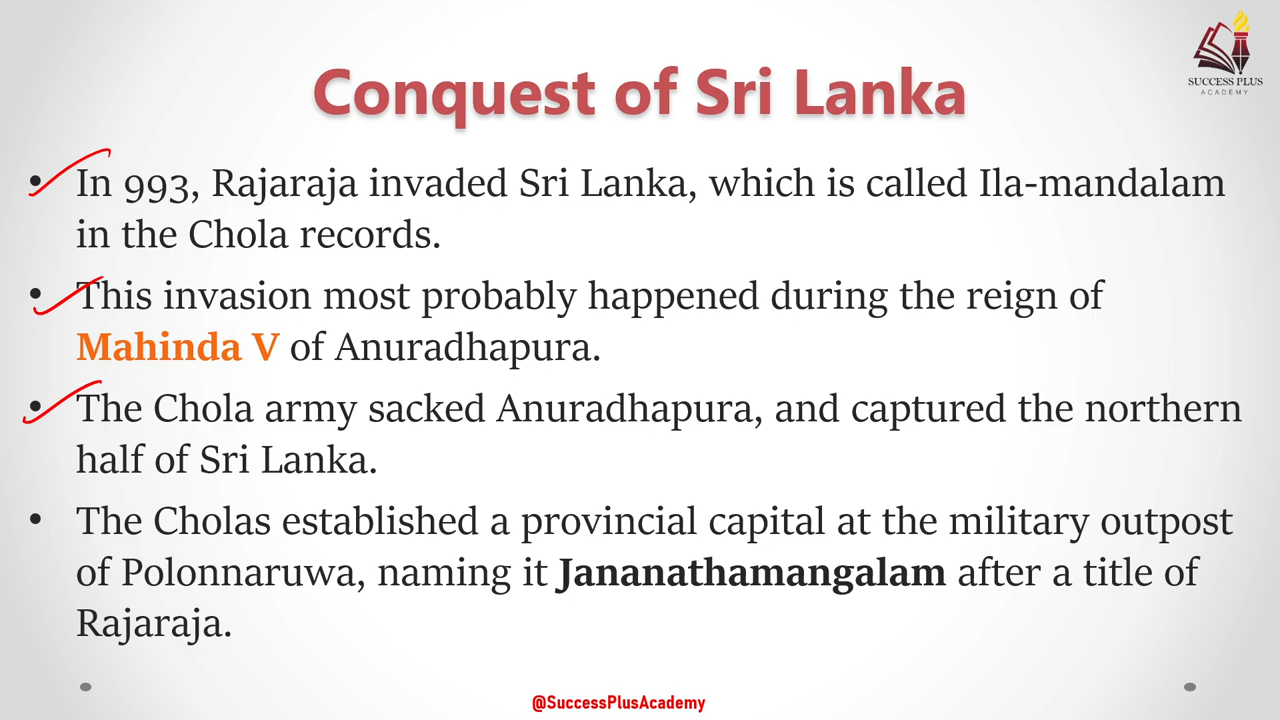 SUCCESS PLUS
ACADEMY
Conquest of Sri Lanka
• In 993, Rajaraja invaded Sri Lanka, which is called Ila-mandalam
in the Chola records.
• This invasion most probably happened during the reign of
Mahinda V of Anuradhapura.
• The Chola army sacked Anuradhapura, and captured the northern
half of Sri Lanka.
• The Cholas established a provincial capital at the military outpost
of Polonnaruwa, naming it Jananathamangalam after a title of
Rajaraja.
@SuccessPlusAcademy